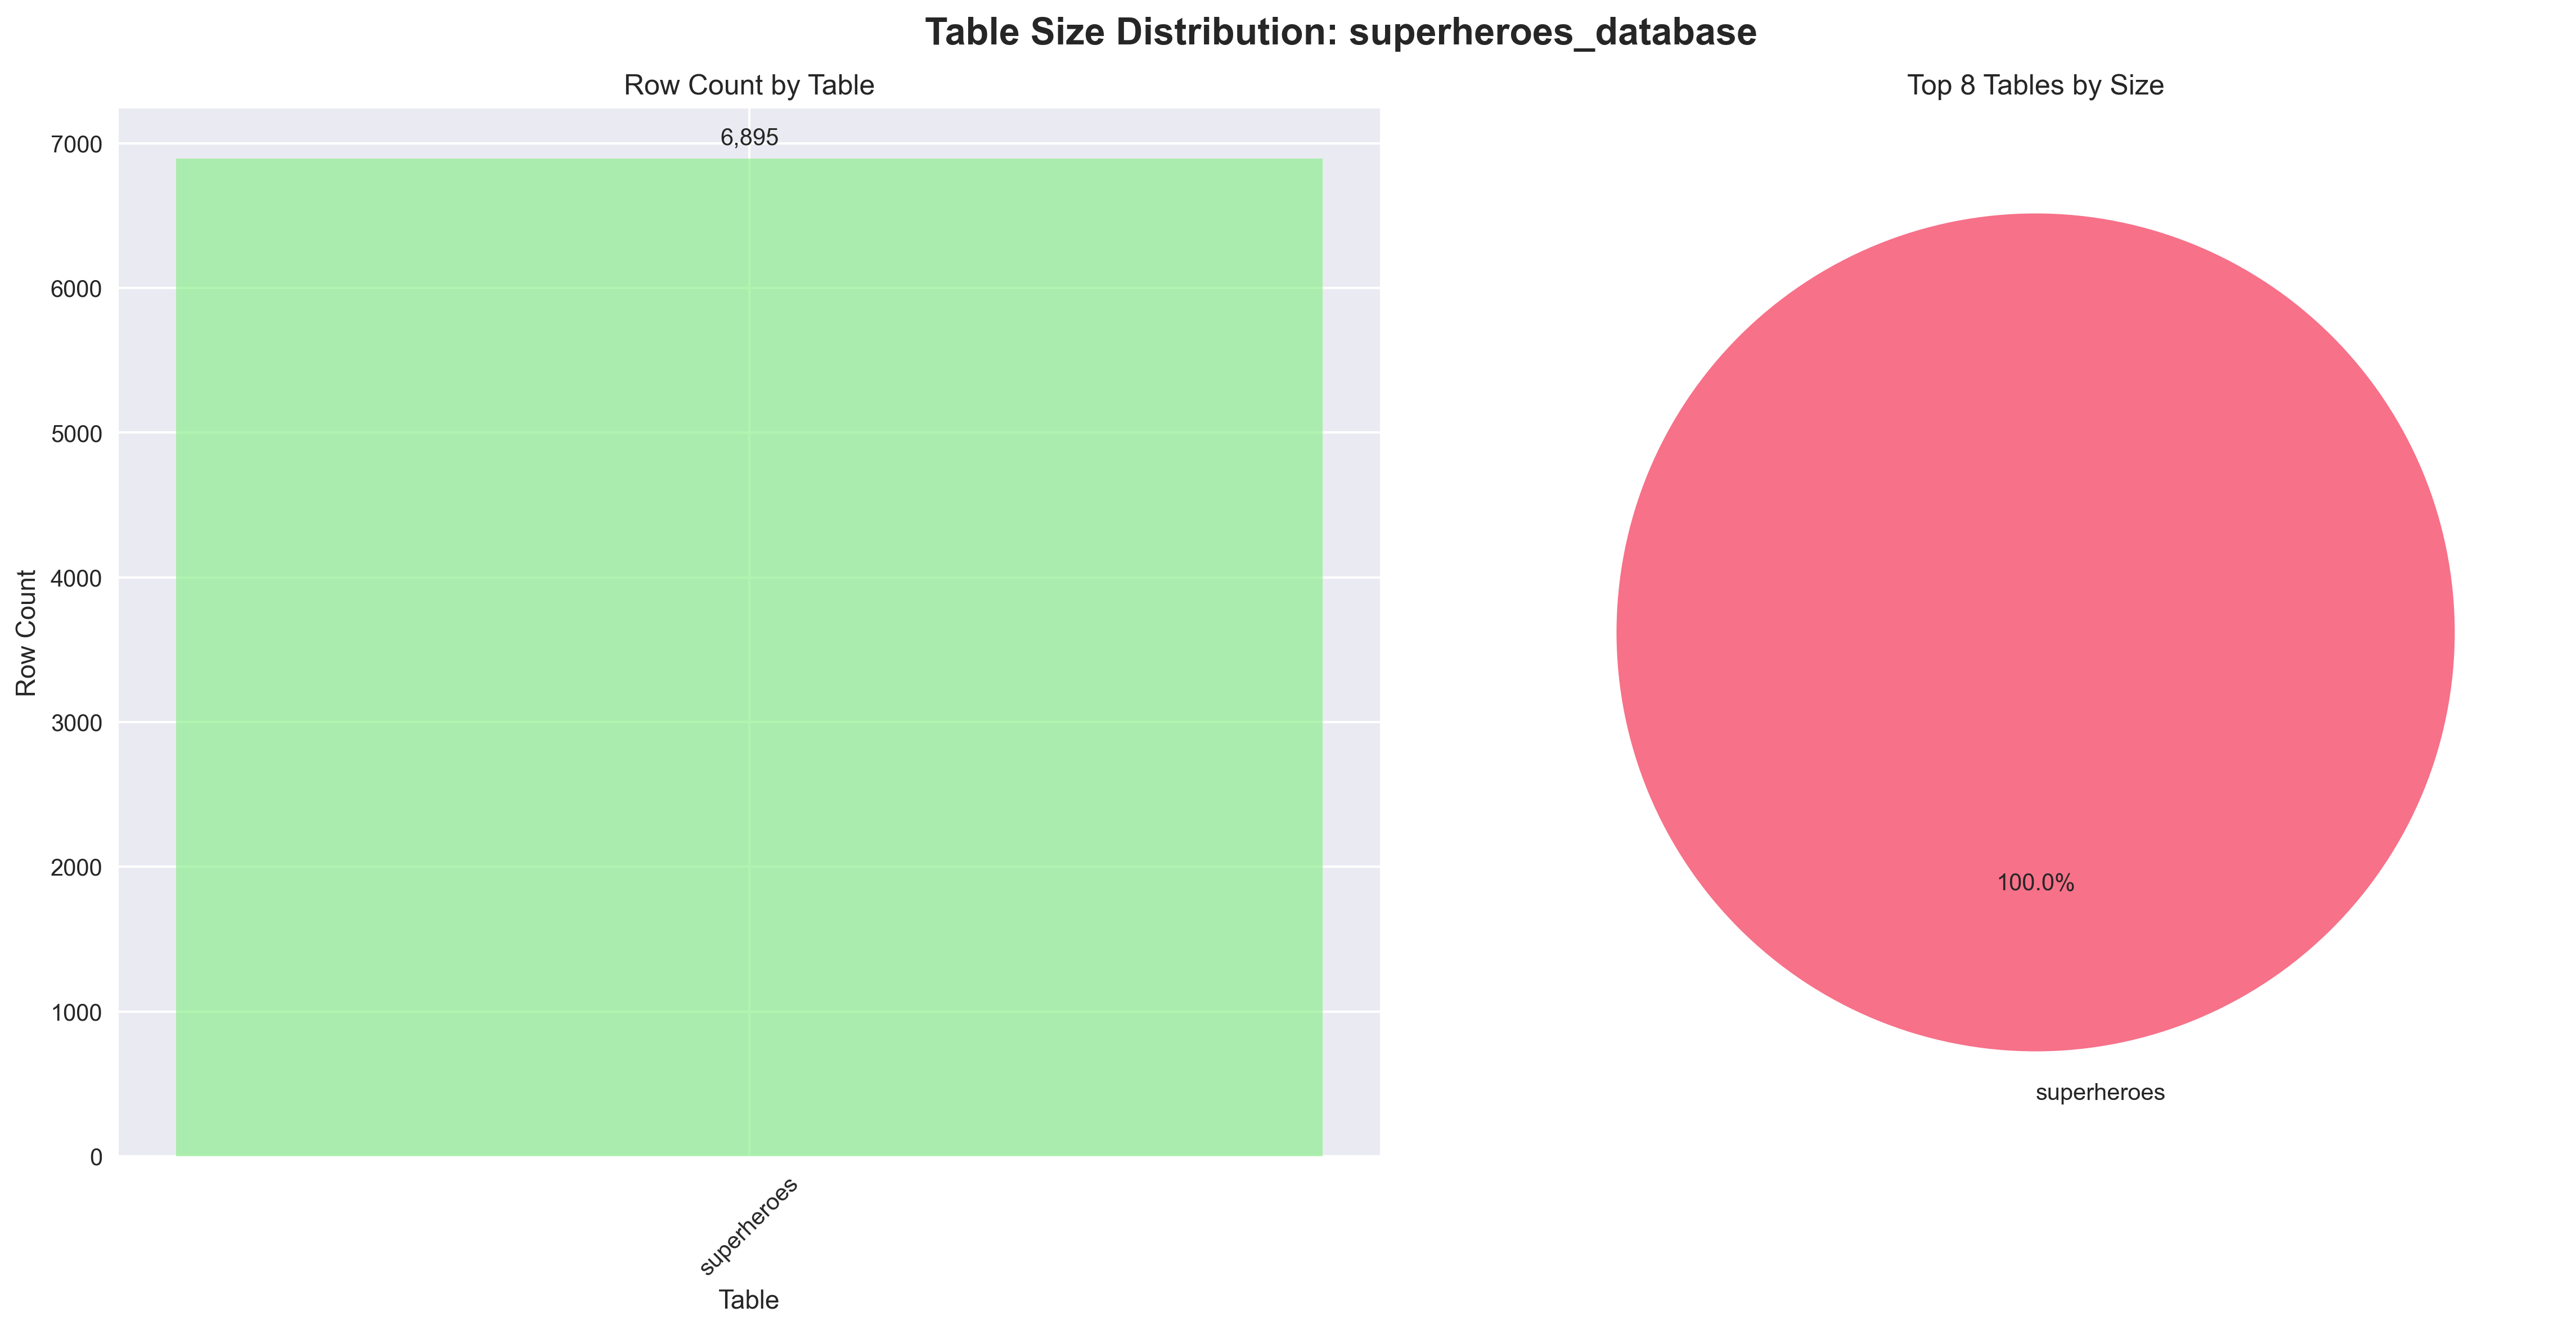 Table Size Distribution: superheroes_database
Row Count by Table
6,895
7000
6000
5000
4000
3000
2000
1000
0
Row Count
superheroes
Table
Top 8 Tables by Size
100.0%
superheroes